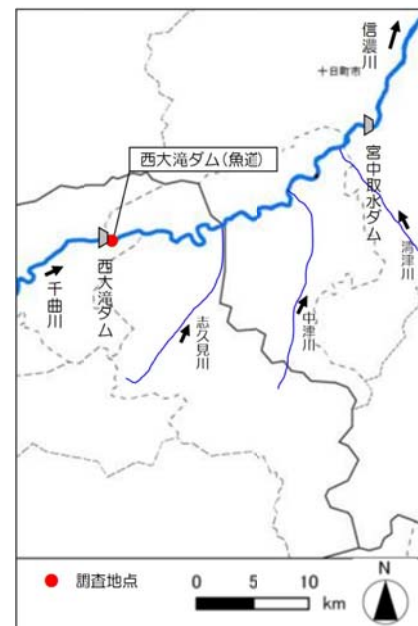 信濃川
十日町市
宮中取水ダム
西大滝ダム(魚道)
清津川
西大滝ダム
千曲川
志久見川
中津川
調査地点
0 5 10
km
N